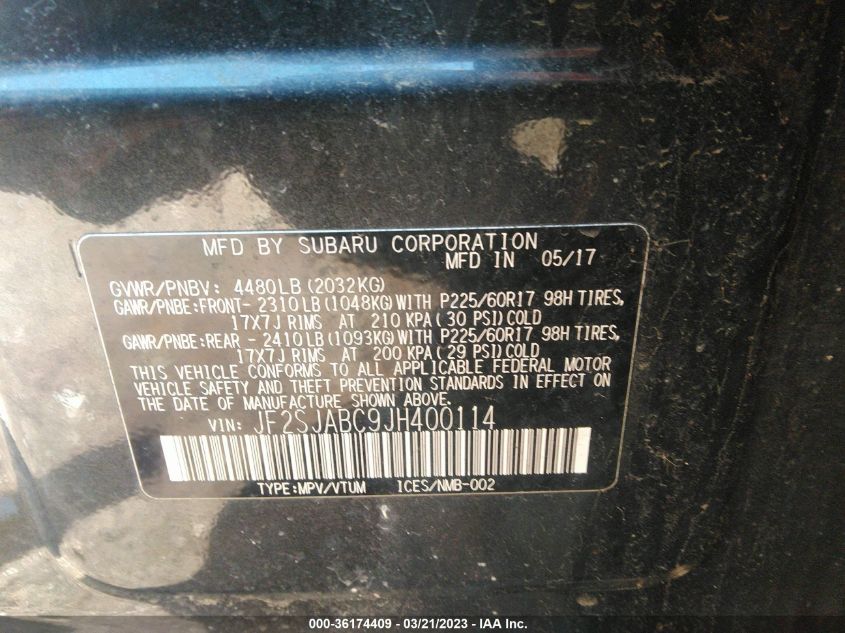 MFD BY SUBARU CORPORATION
MFD IN 05/17
GVWR/PNBV: 4480LB(2032KG)
GAWR/PNBE:FRONT- 2310LB(1048KG)WITH P225/60R17 98H TIRES,
17X7J RIMS AT 210 KPA( 30 PSI)COLD
GAWR/PNBE:REAR - 2410LB(1093KG)WITH P225/60R17 98H TIRES,
17X7J RIMS AT 200 KPA( 29 PSI)COLD
THIS VEHICLE CONFORMS TO ALL APPLICABLE FEDERAL MOTOR
VEHICLE SAFETY AND THEFT PREVENTION STANDARDS IN EFFECT ON
THE DATE OF MANUFACTURE SHOWN ABOVE.
VIN: JF2SJABC9JH400114
TYPE:MPV/VTUM ICES/NMB-002
000-36174409 - 03/21/2023 - IAA Inc.